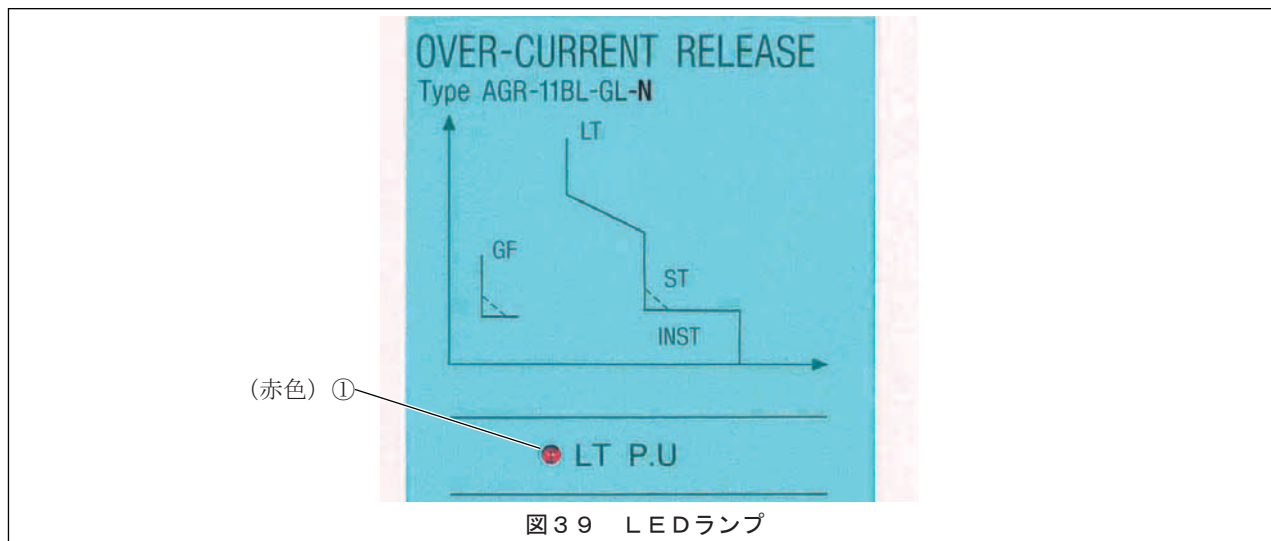 OVER-CURRENT RELEASE
Type AGR-11BL-GL-N
LT
GF
ST
INST
(赤色) ①
LT P.U
図39 LEDランプ